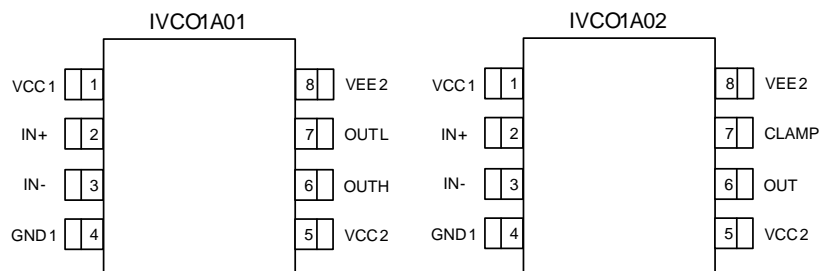 IVCO1A01
VCC1 1 8 VEE2
IN+ 2 7 OUTL
IN- 3 6 OUTH
GND1 4 5 VCC2
IVCO1A02
VCC1 1 8 VEE2
IN+ 2 7 CLAMP
IN- 3 6 OUT
GND1 4 5 VCC2